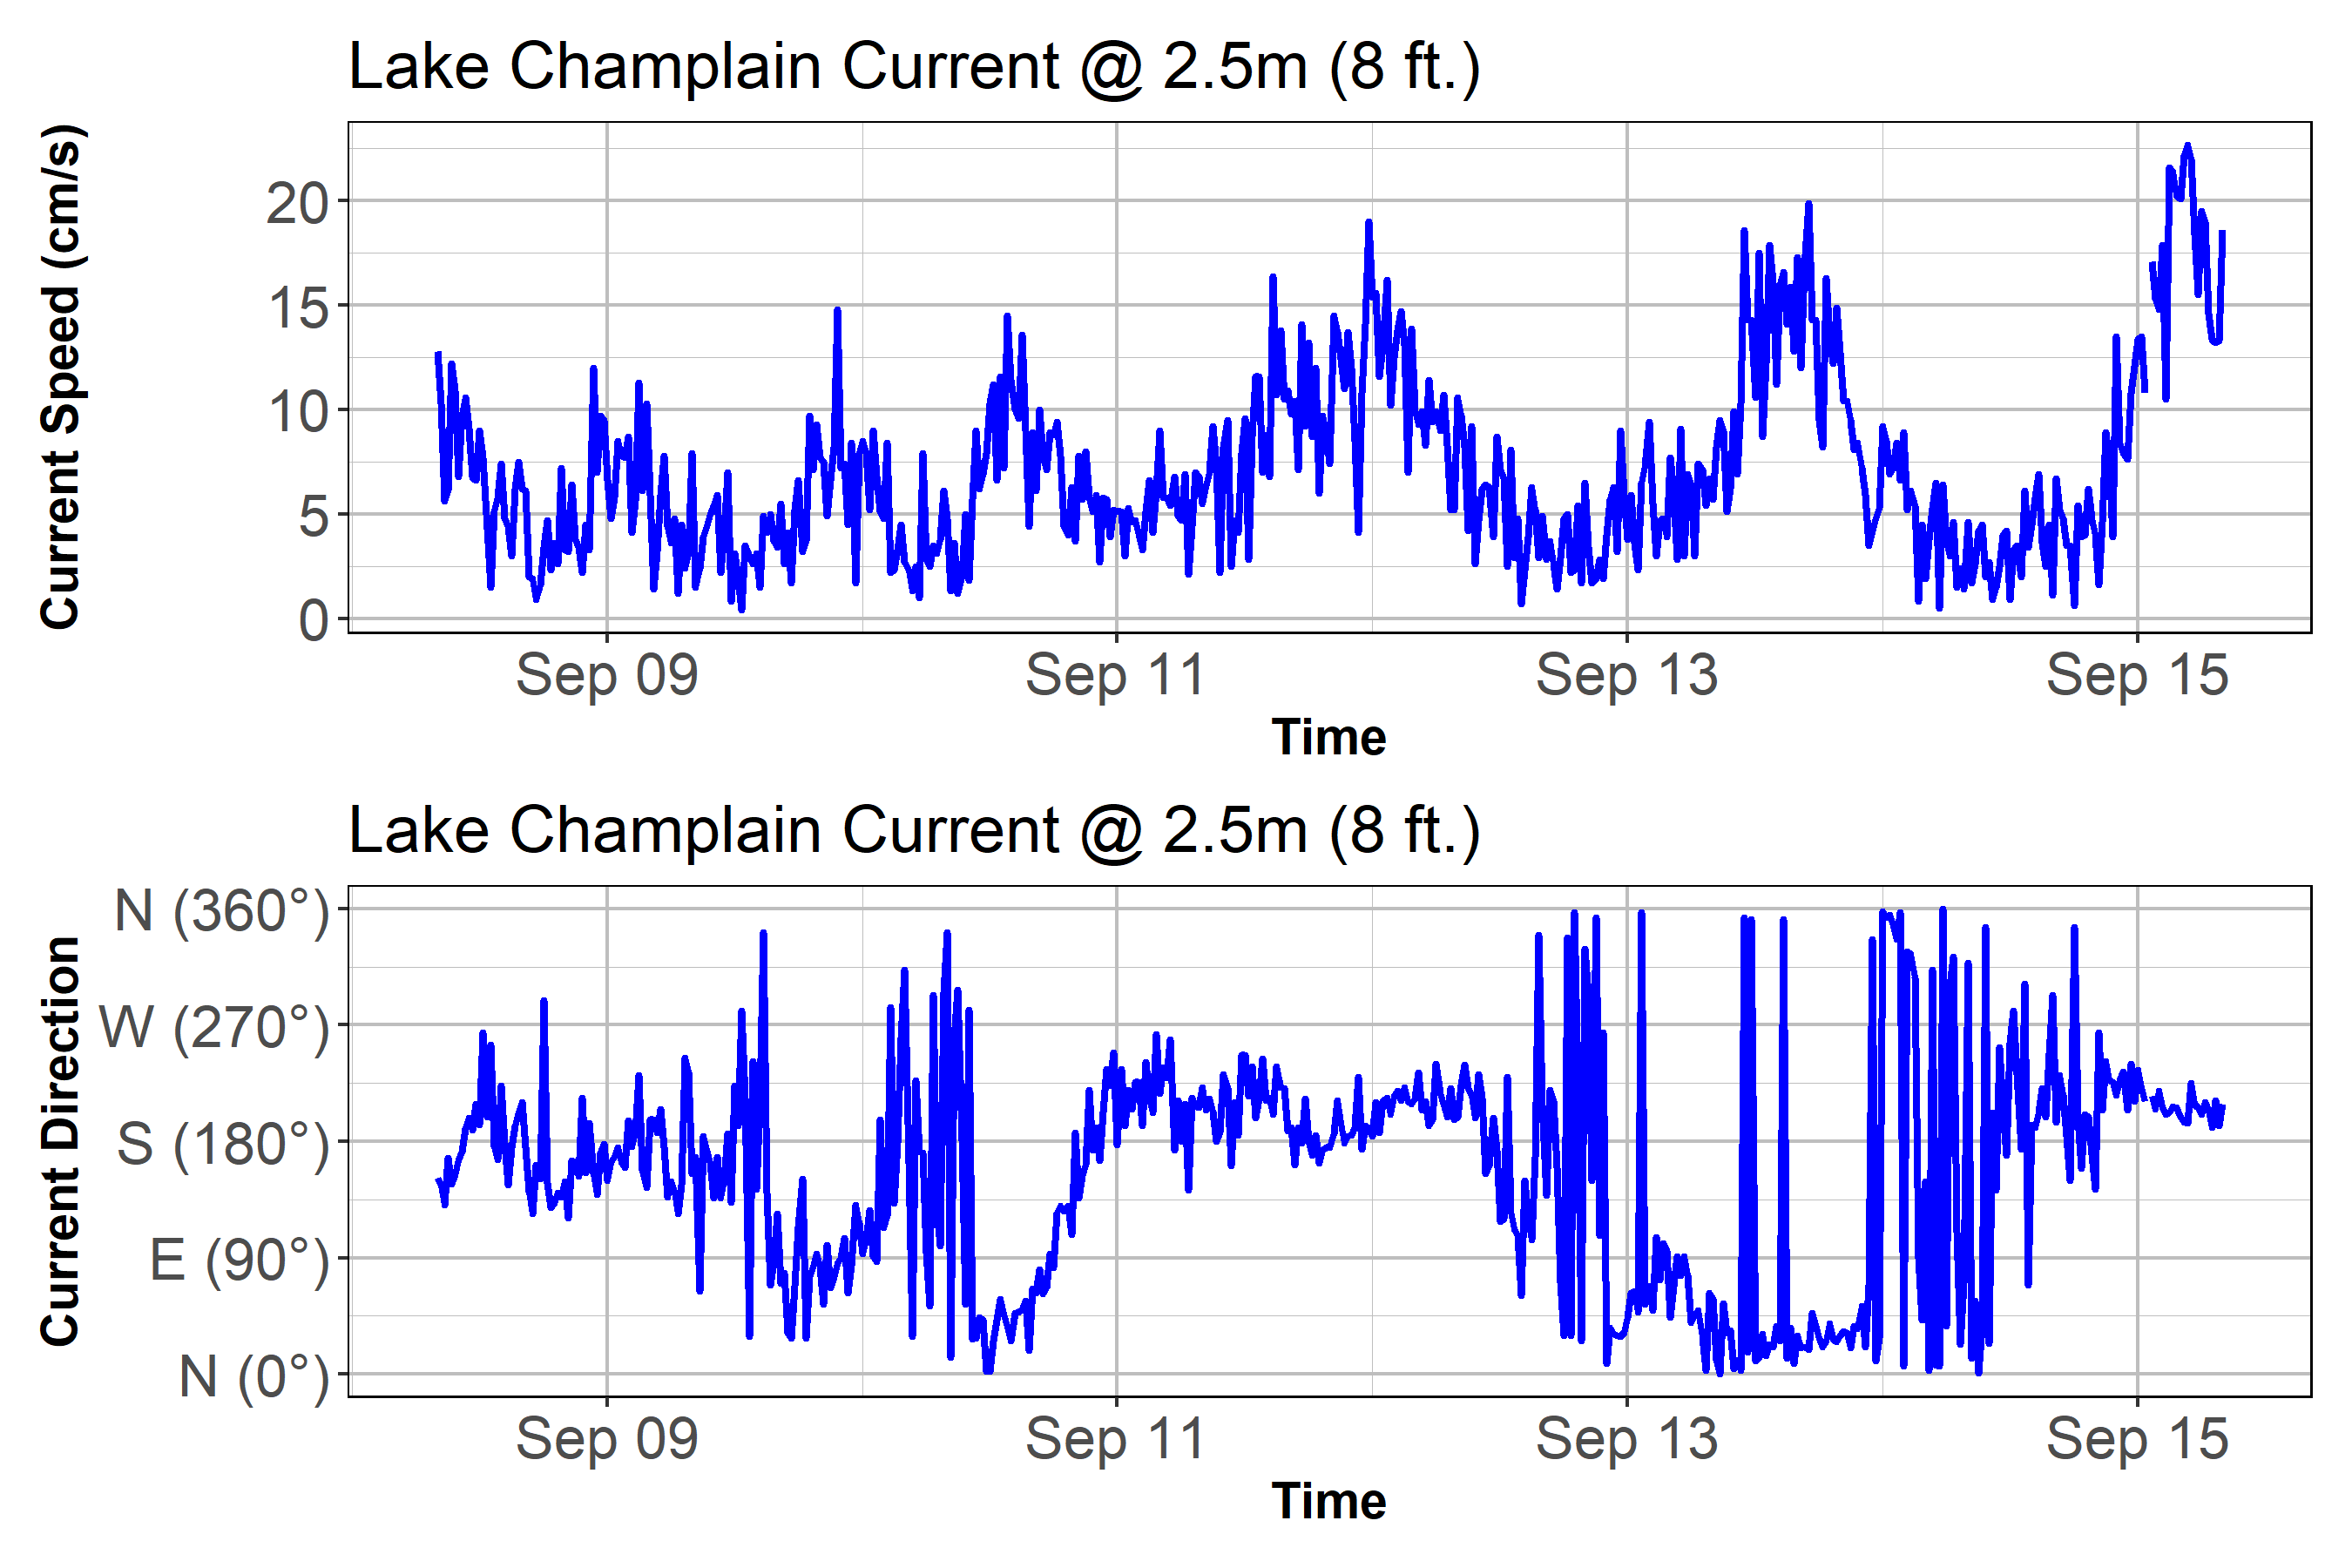 Lake Champlain Current @ 2.5m (8 ft.)
Current Speed (cm/s)
20
15
10
5
0
Sep 09 Sep 11 Sep 13 Sep 15
Time
Lake Champlain Current @ 2.5m (8 ft.)
Current Direction
N (360°)
W (270°)
S (180°)
E (90°)
N (0°)
Sep 09 Sep 11 Sep 13 Sep 15
Time